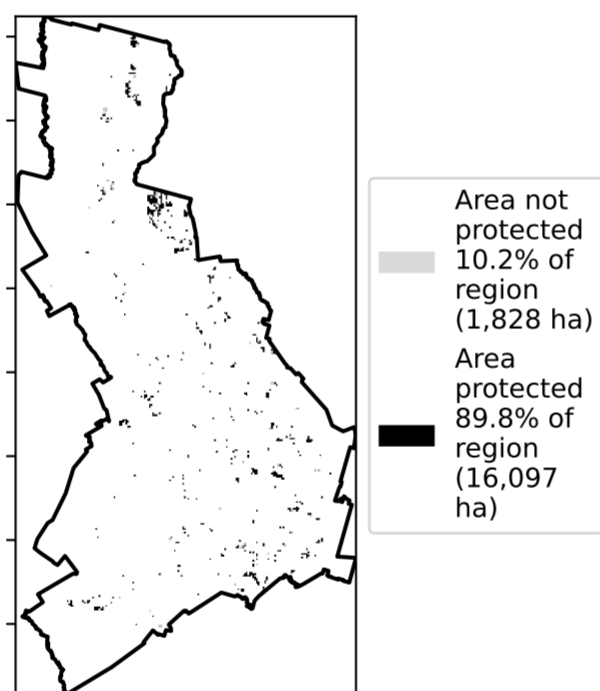 Area not
protected
10.2% of
region
(1,828 ha)
Area
protected
89.8% of
region
(16,097
ha)